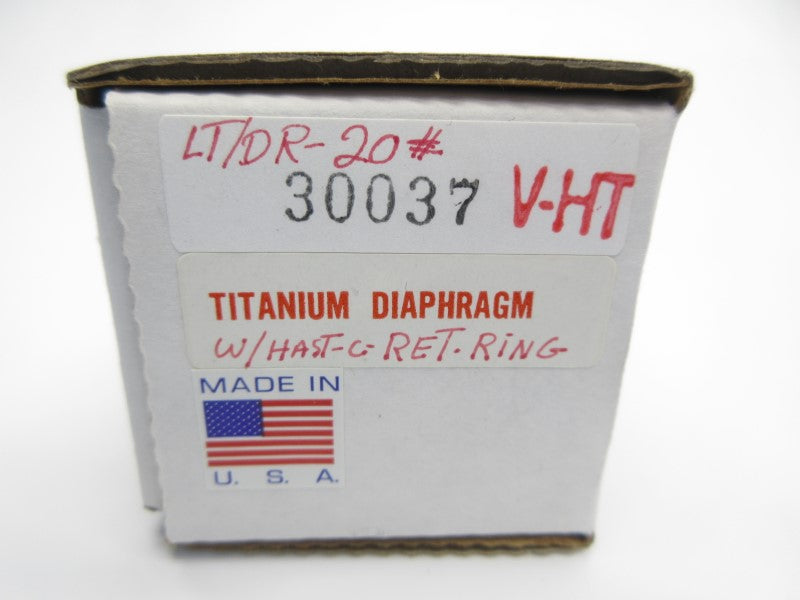 LT/DR-20#
30037 V-HT
TITANIUM DIAPHRAGM
W/HAST-C-RET.RING
MADE IN
U. S. A.